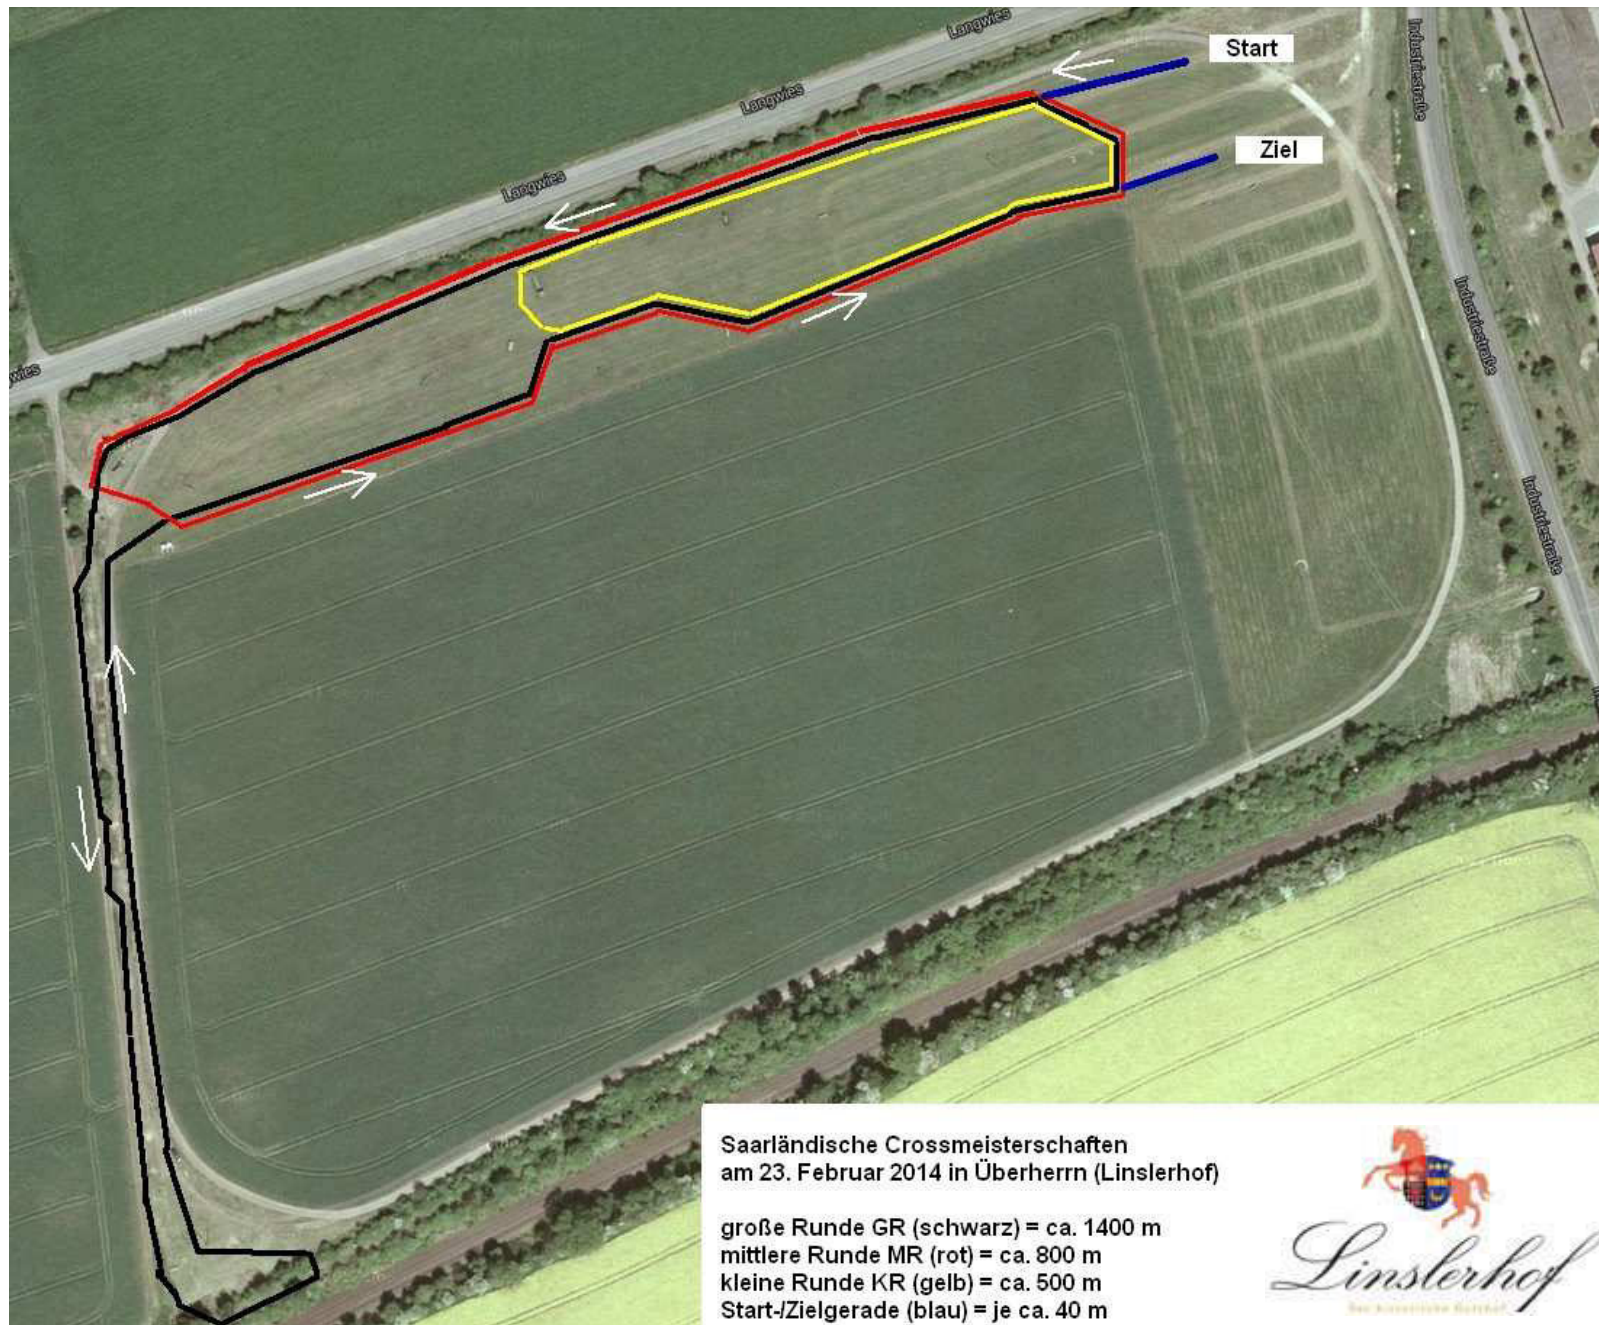 Langwies
Start
Industriestraße
Langwies
Ziel
Langwies
Industriestraße
wies
Industriestraße
Saarländische Crossmeisterschaften
am 23. Februar 2014 in Überherrn (Linslerhof)
große Runde GR (schwarz) = ca. 1400 m
mittlere Runde MR (rot) = ca. 800 m
kleine Runde KR (gelb) = ca. 500 m
Start-/Zielgerade (blau) = je ca. 40 m
Linslerhof